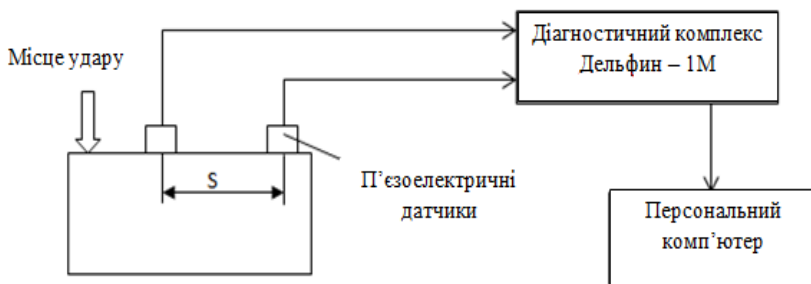 Місце удару
Діагностичний комплекс
Дельфин – 1М
S
П’єзоелектричні
датчики
Персональний
комп’ютер